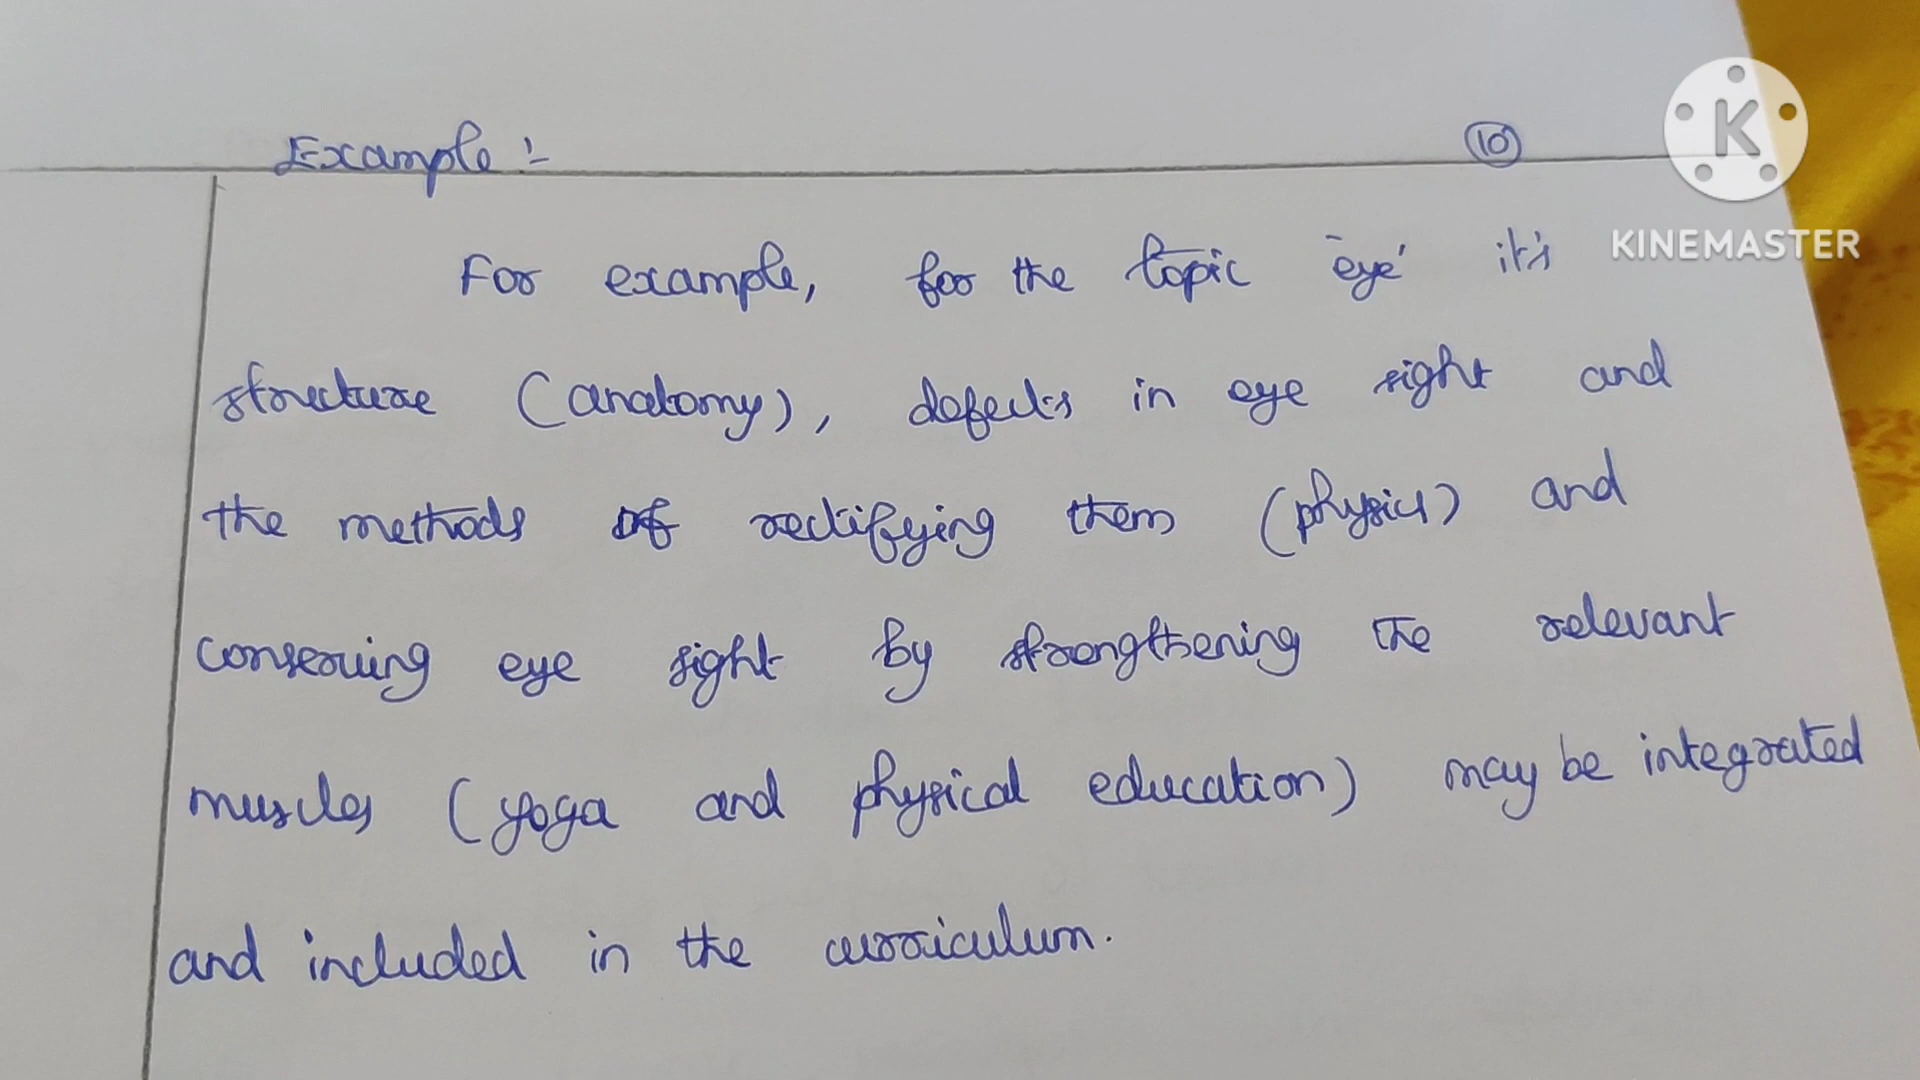 Example :-
10
K
KINEMASTER
For example, for the topic 'eye' it's
structure (anatomy), defects in eye sight and
the methods of rectifying them (physics) and
conserving eye sight by strengthening the relevant
muscles (yoga and physical education) may be integrated
and included in the curriculum.